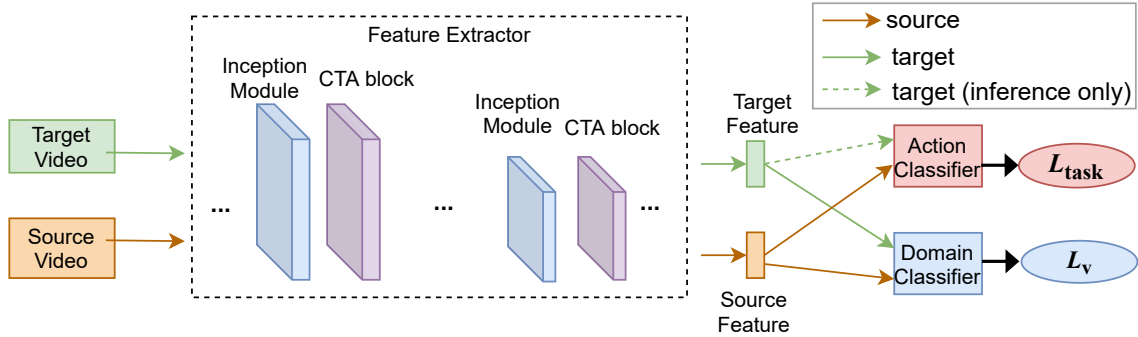 Feature Extractor
Inception
Module
CTA block
Inception
Module
CTA block
...
...
...
Target
Video
Source
Video
Target
Feature
Source
Feature
source
target
target (inference only)
Action
Classifier
L_task
Domain
Classifier
L_v